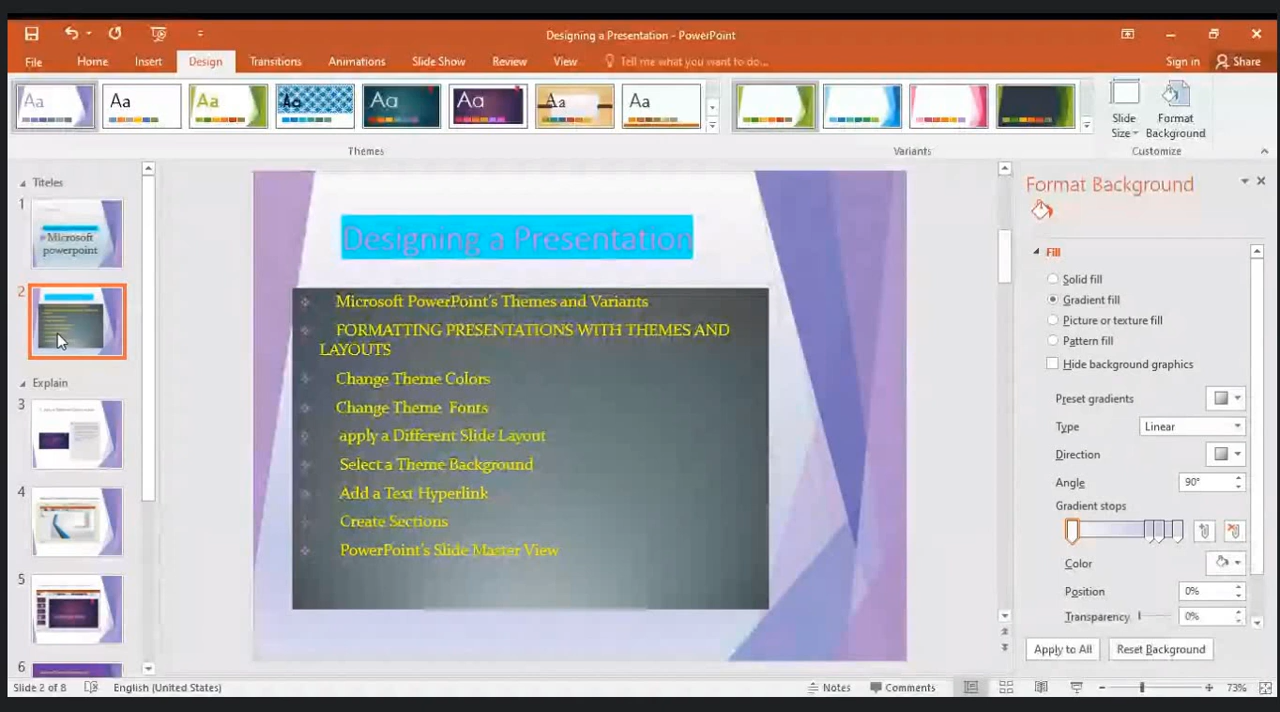 Designing a Presentation - PowerPoint
File Home Insert Design Transitions Animations Slide Show Review View Tell me what you want to do... Sign in Share
Aa Aa Aa Aa Aa Aa Aa Aa
Slide Size
Format Background
Themes Variants Customize
Titeles
1
Microsoft powerpoint
2
Explain
3
4
5
6
Designing a Presentation
Microsoft PowerPoint's Themes and Variants
FORMATTING PRESENTATIONS WITH THEMES AND
LAYOUTS
Change Theme Colors
Change Theme Fonts
apply a Different Slide Layout
Select a Theme Background
Add a Text Hyperlink
Create Sections
PowerPoint's Slide Master View
Format Background
Fill
Solid fill
Gradient fill
Picture or texture fill
Pattern fill
Hide background graphics
Preset gradients
Type Linear
Direction
Angle 90°
Gradient stops
Color
Position 0%
Transparency 0%
Apply to All Reset Background
Slide 2 of 8 English (United States) Notes Comments 73%